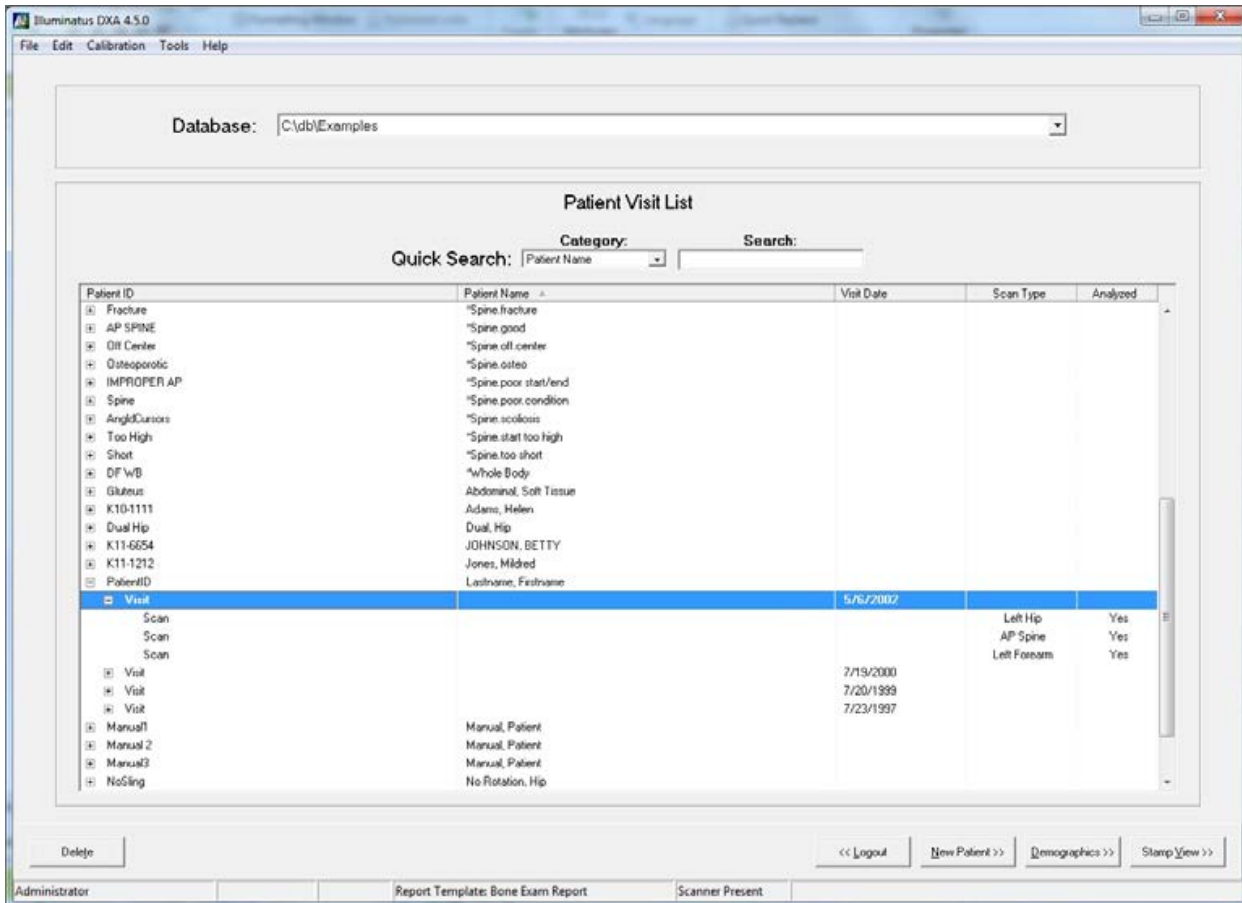 Illuminatus DXA 4.5.0
File Edit Calibration Tools Help
Database: C:\db\Examples
Patient Visit List
Category: Search:
Quick Search: Patient Name
Patient ID Patient Name Visit Date Scan Type Analyzed
Fracture *Spine.fracture
AP SPINE *Spine.good
Off Center *Spine.off.center
Osteoporotic *Spine.osteo
IMPROPER AP *Spine.poor start/end
Spine *Spine.poor.condition
AngldCursors *Spine.scoliosis
Too High *Spine.start too high
Short *Spine.too short
DF WB *Whole Body
Gluteus Abdominal, Soft Tissue
K10-1111 Adams, Helen
Dual Hip Dual, Hip
K11-6654 JOHNSON, BETTY
K11-1212 Jones, Mildred
PatientID Lastname, Firstname
Visit 5/6/2002
Scan Left Hip Yes
Scan AP Spine Yes
Scan Left Forearm Yes
Visit 7/19/2000
Visit 7/20/1999
Visit 7/23/1997
Manual1 Manual, Patient
Manual 2 Manual, Patient
Manual3 Manual, Patient
NoSling No Rotation, Hip
Delete << Logout New Patient >> Demographics >> Stamp View >>
Administrator Report Template: Bone Exam Report Scanner Present